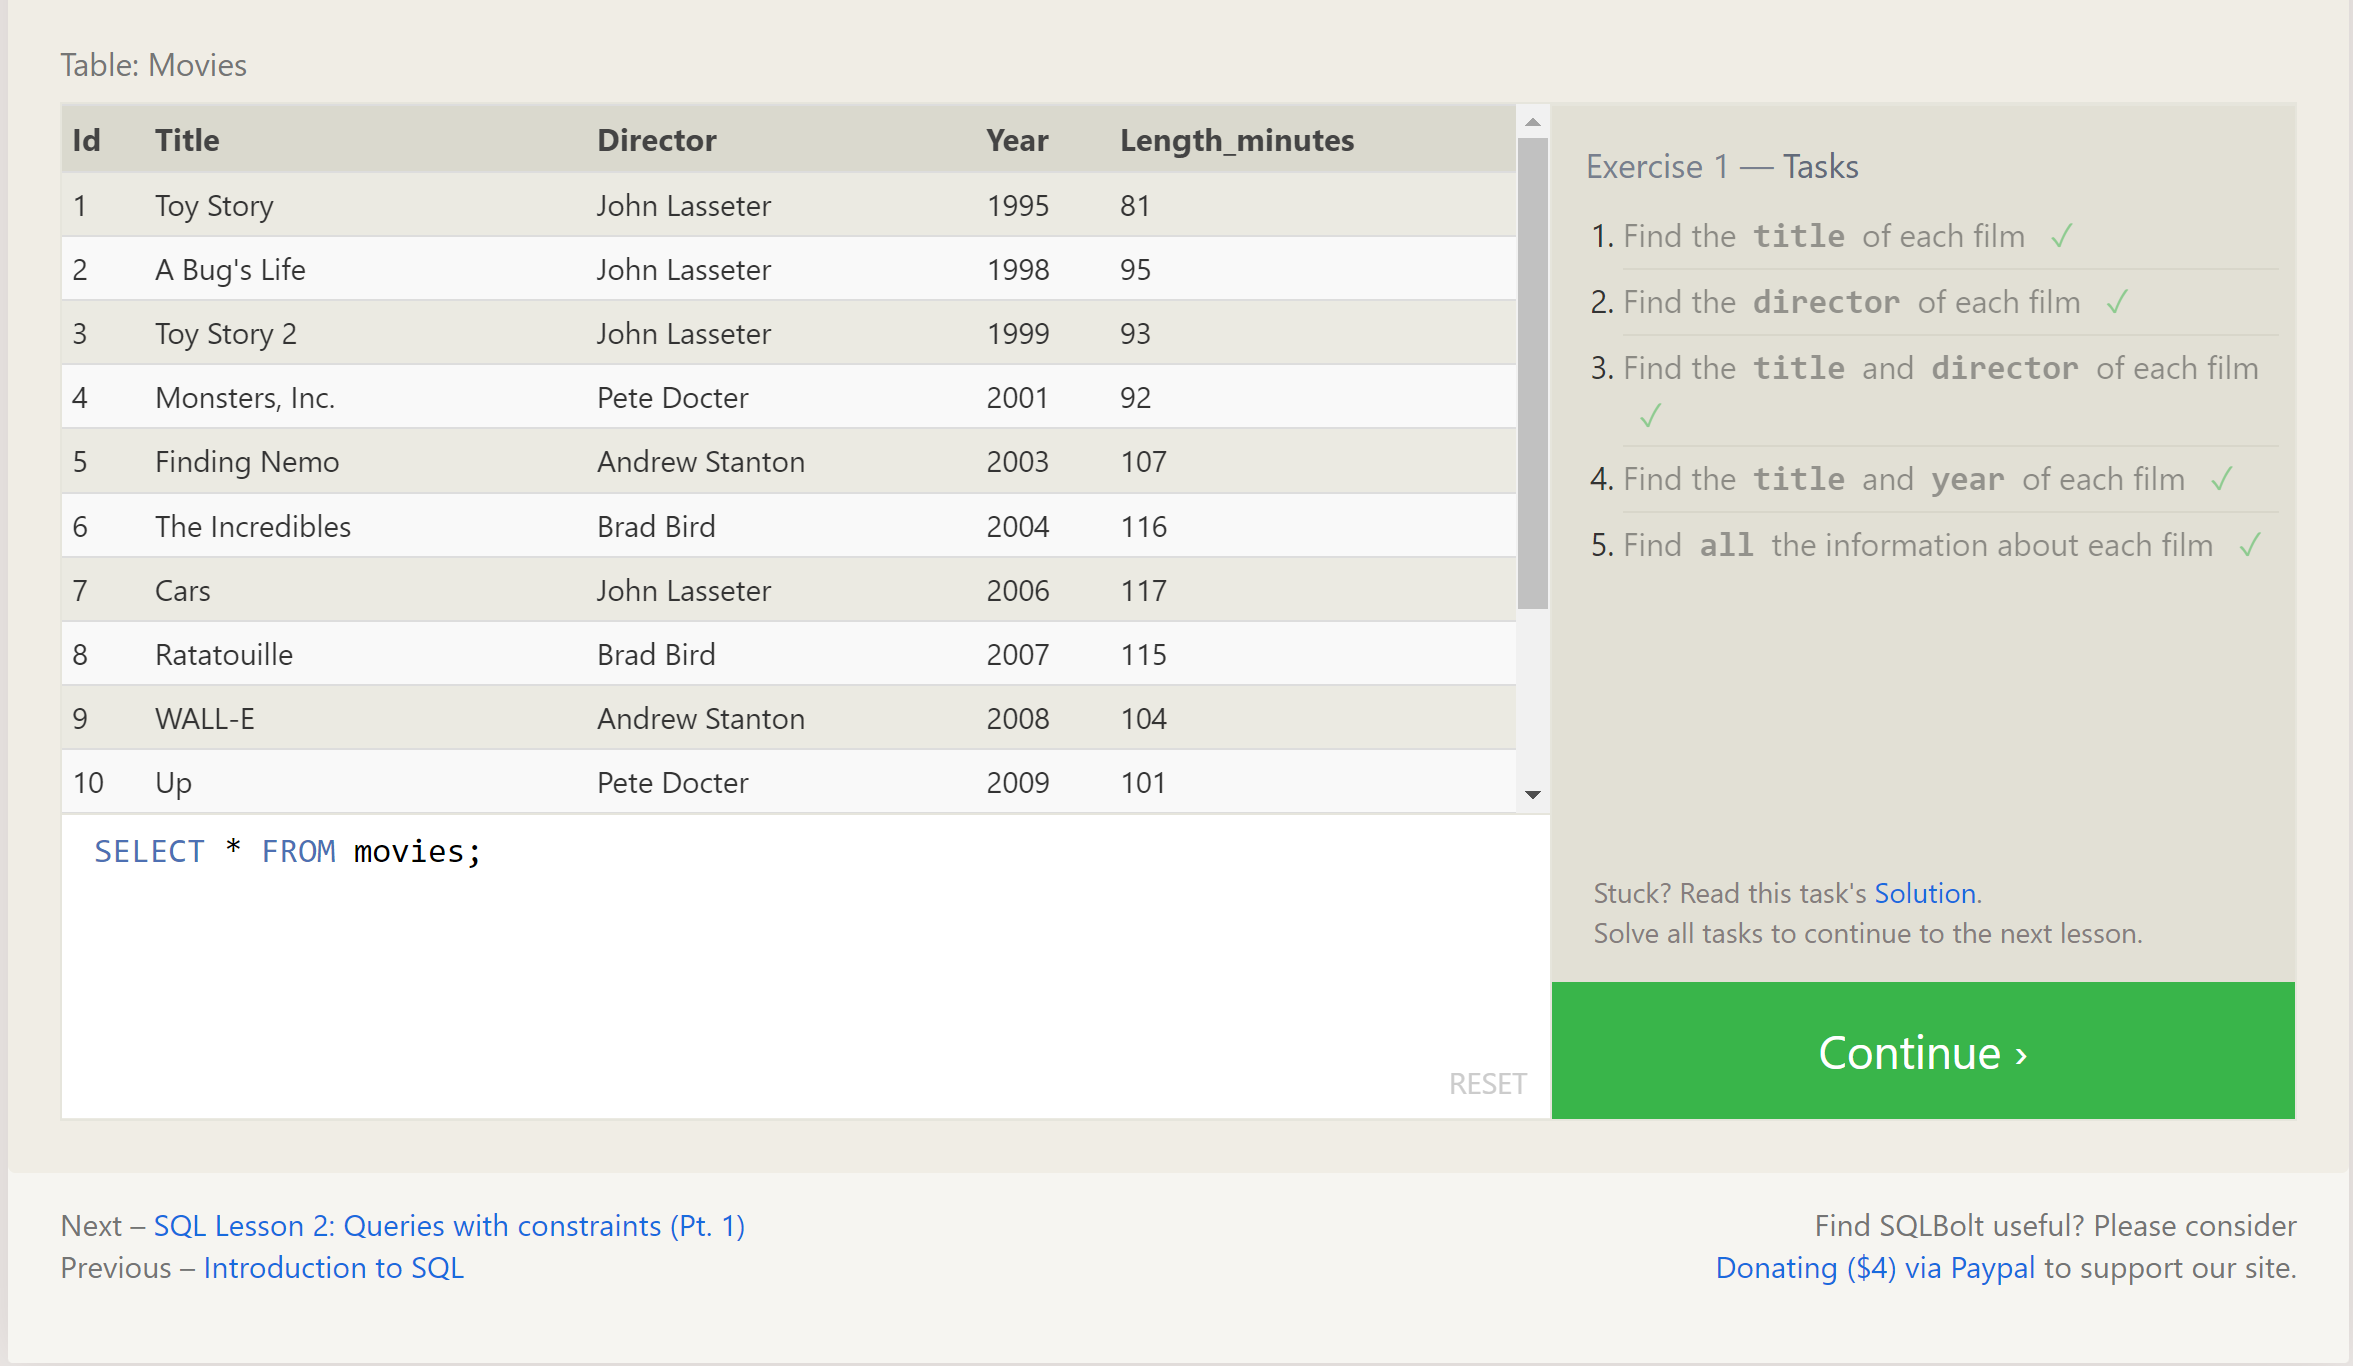 Table: Movies
Id Title Director Year Length_minutes
1 Toy Story John Lasseter 1995 81
2 A Bug's Life John Lasseter 1998 95
3 Toy Story 2 John Lasseter 1999 93
4 Monsters, Inc. Pete Docter 2001 92
5 Finding Nemo Andrew Stanton 2003 107
6 The Incredibles Brad Bird 2004 116
7 Cars John Lasseter 2006 117
8 Ratatouille Brad Bird 2007 115
9 WALL-E Andrew Stanton 2008 104
10 Up Pete Docter 2009 101
SELECT * FROM movies;
RESET
Exercise 1 — Tasks
1. Find the title of each film ✓
2. Find the director of each film ✓
3. Find the title and director of each film
✓
4. Find the title and year of each film ✓
5. Find all the information about each film ✓
Stuck? Read this task's Solution.
Solve all tasks to continue to the next lesson.
Continue ›
Next – SQL Lesson 2: Queries with constraints (Pt. 1)
Previous – Introduction to SQL
Find SQLBolt useful? Please consider
Donating ($4) via Paypal to support our site.